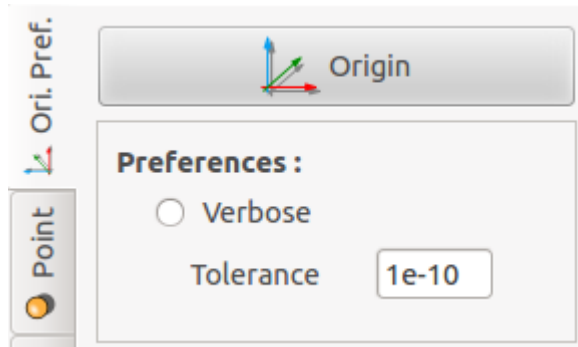 Ori. Pref.
Point
Origin
Preferences :
Verbose
Tolerance 1e-10